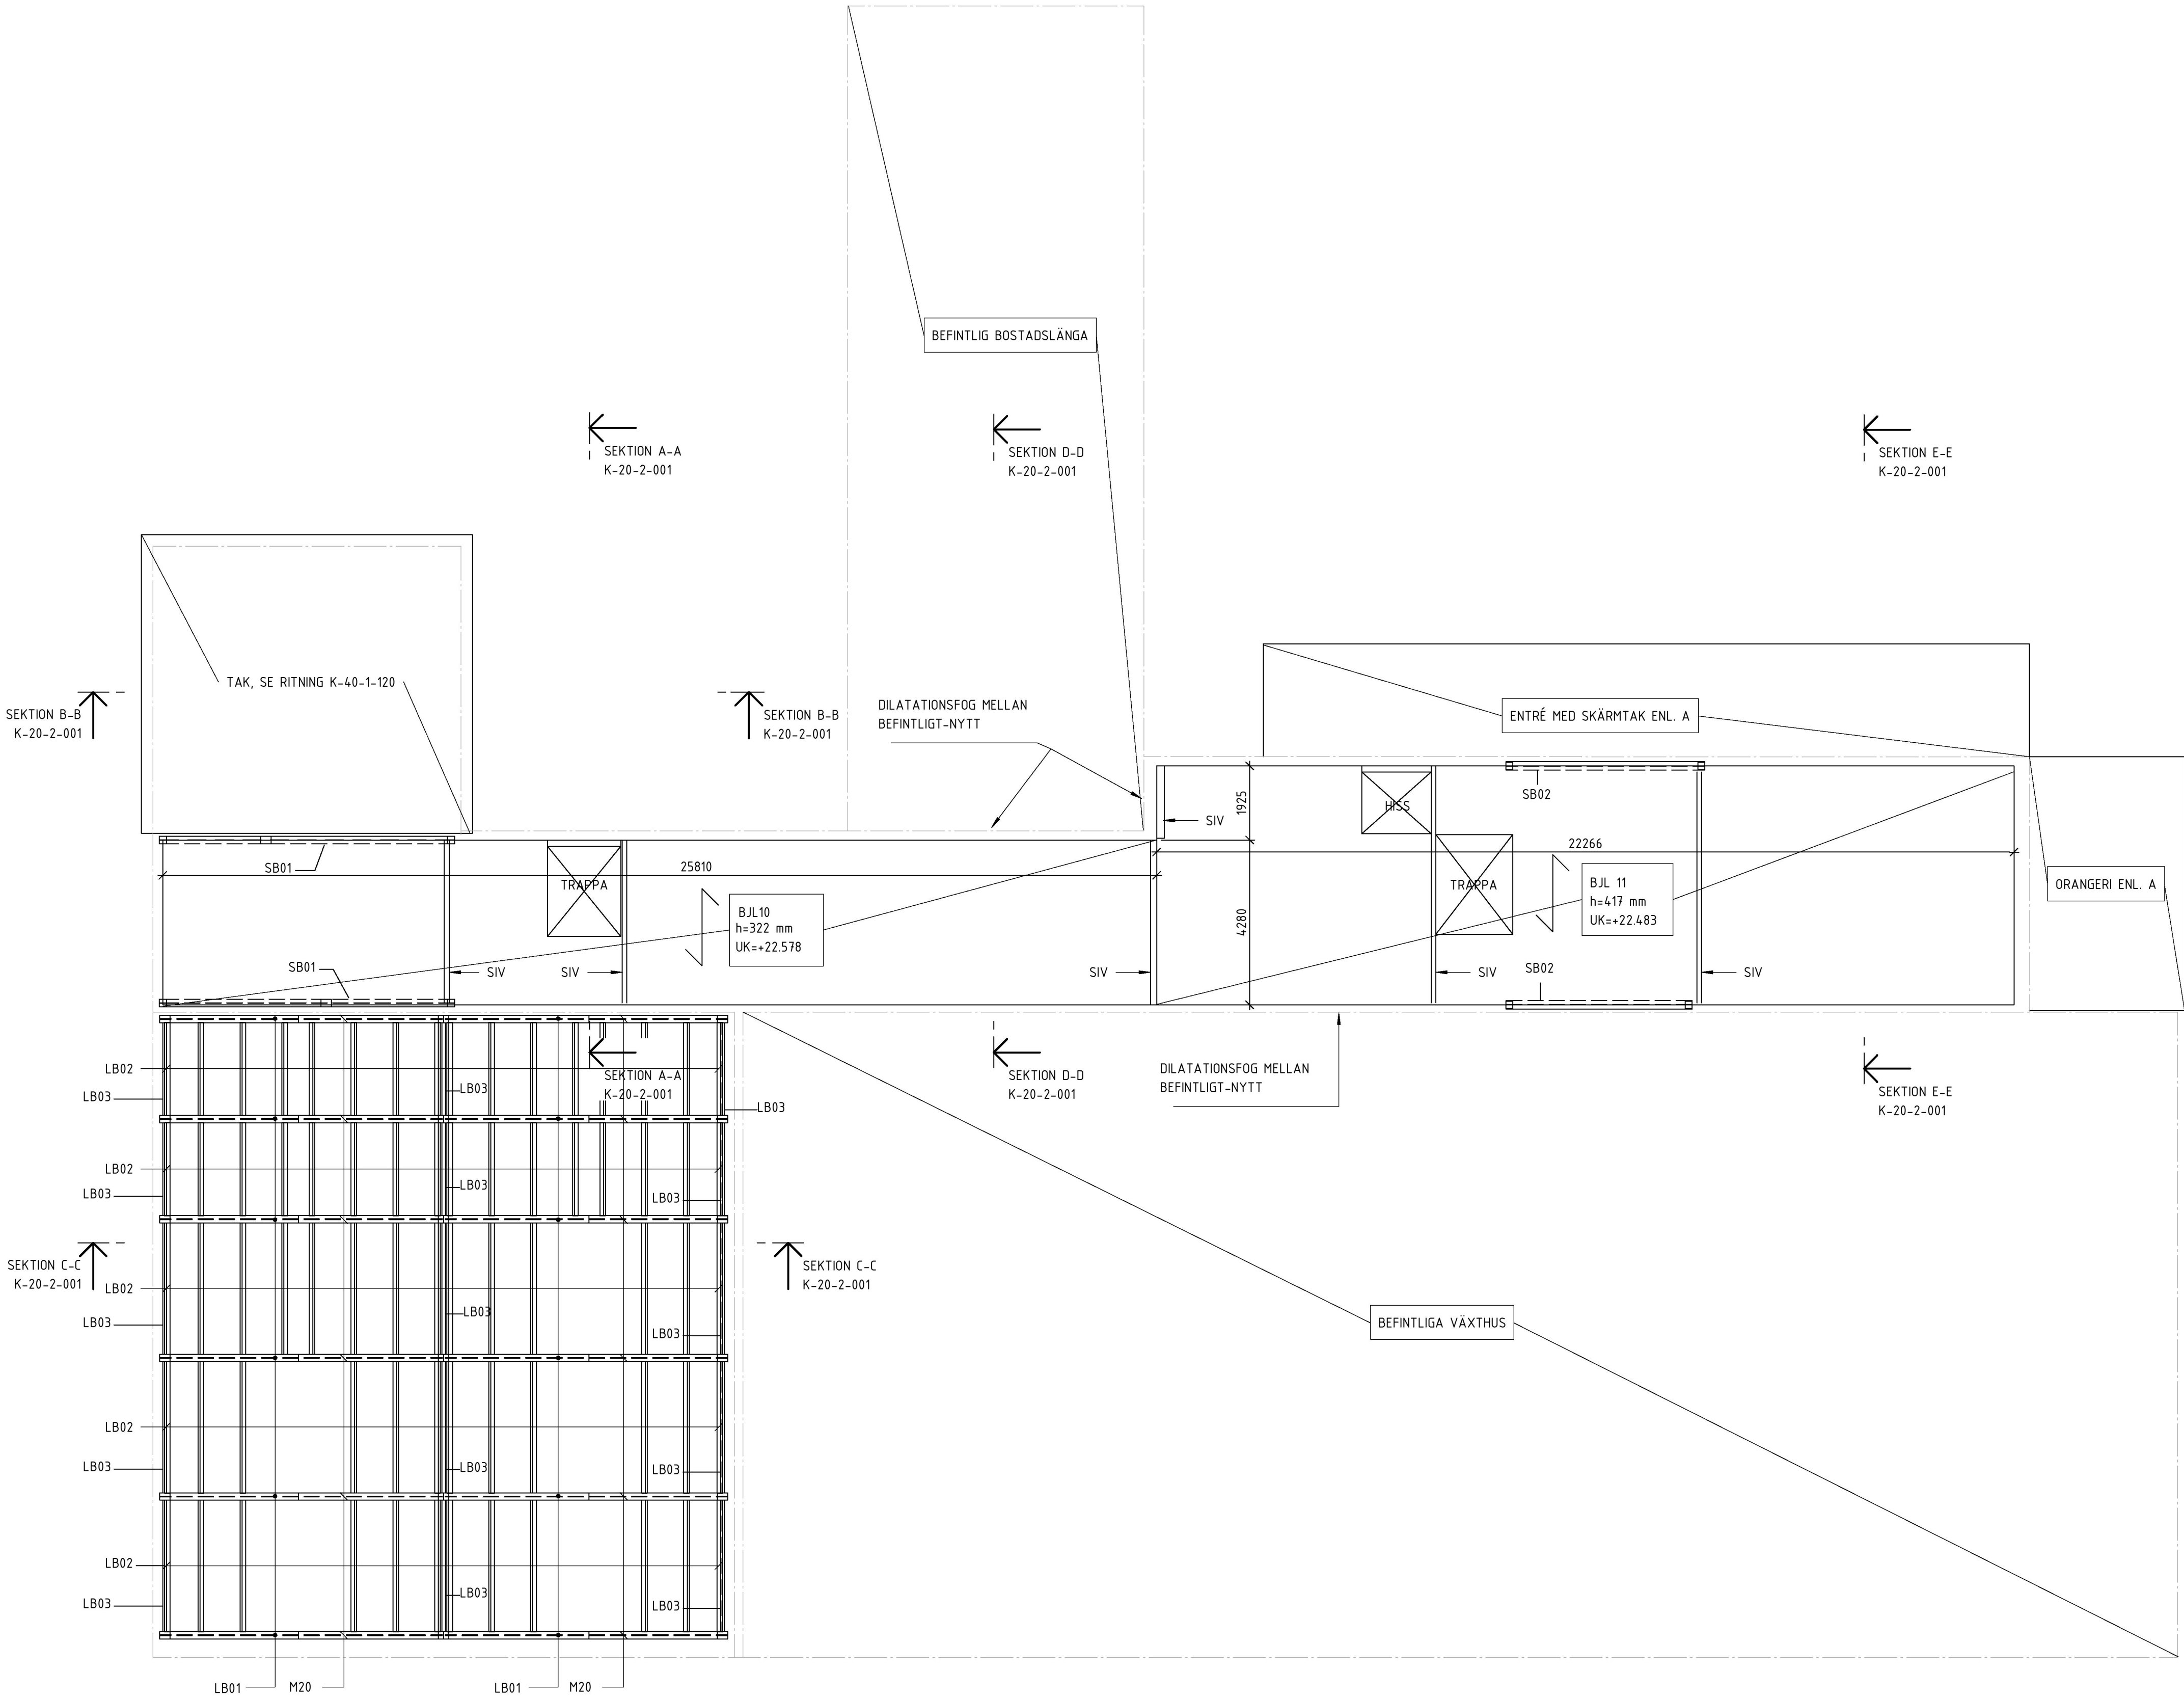 BEFINTLIG BOSTADSLÄNGA
SEKTION A-A
K-20-2-001
SEKTION D-D
K-20-2-001
SEKTION E-E
K-20-2-001
TAK, SE RITNING K-40-1-120
SEKTION B-B
K-20-2-001
SEKTION B-B
K-20-2-001
DILATATIONSFOG MELLAN
BEFINTLIGT-NYTT
ENTRÉ MED SKÄRMTAK ENL. A
SB02
1925
HISS
SIV
22266
SB01
25810
TRAPPA
TRAPPA
BJL 11
h=417 mm
UK=+22.483
ORANGERI ENL. A
BJL10
h=322 mm
UK=+22.578
4280
SB01
SIV
SIV
SIV
SIV
SB02
SIV
LB02
LB03
SEKTION A-A
K-20-2-001
LB03
LB03
SEKTION D-D
K-20-2-001
DILATATIONSFOG MELLAN
BEFINTLIGT-NYTT
SEKTION E-E
K-20-2-001
LB02
LB03
LB03
LB03
SEKTION C-C
K-20-2-001
SEKTION C-C
K-20-2-001
LB02
LB03
LB03
LB03
BEFINTLIGA VÄXTHUS
LB02
LB03
LB03
LB03
LB02
LB03
LB03
LB03
LB01
M20
LB01
M20